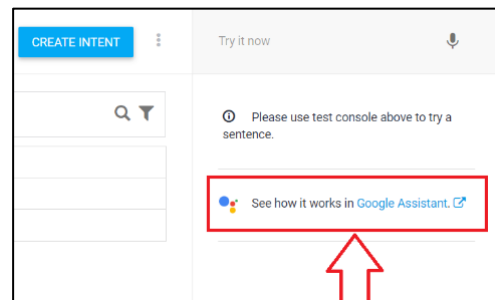 CREATE INTENT
Try it now
Please use test console above to try a
sentence.
See how it works in Google Assistant.